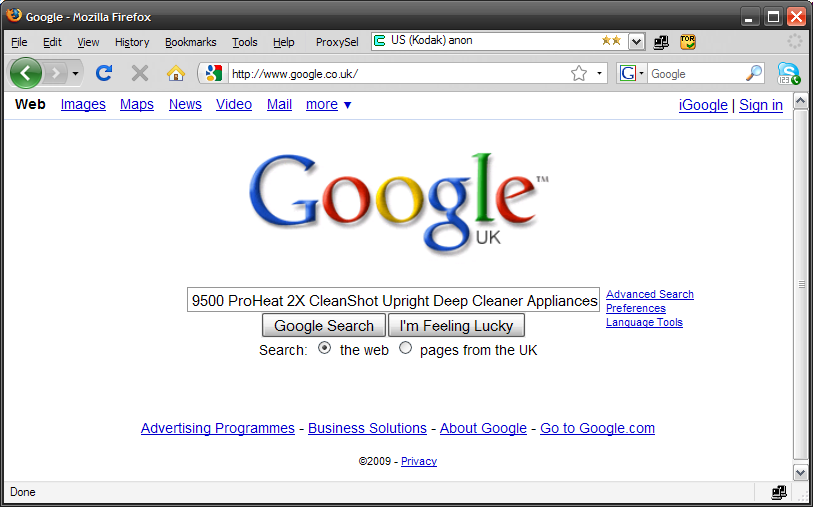 Google - Mozilla Firefox
File Edit View History Bookmarks Tools Help ProxySel US (Kodak) anon TOR
http://www.google.co.uk/ G Google 123
Web Images Maps News Video Mail more ▼ iGoogle | Sign in
Google™
UK
9500 ProHeat 2X CleanShot Upright Deep Cleaner Appliances
Advanced Search
Preferences
Language Tools
Google Search I'm Feeling Lucky
Search: the web pages from the UK
Advertising Programmes - Business Solutions - About Google - Go to Google.com
©2009 - Privacy
Done